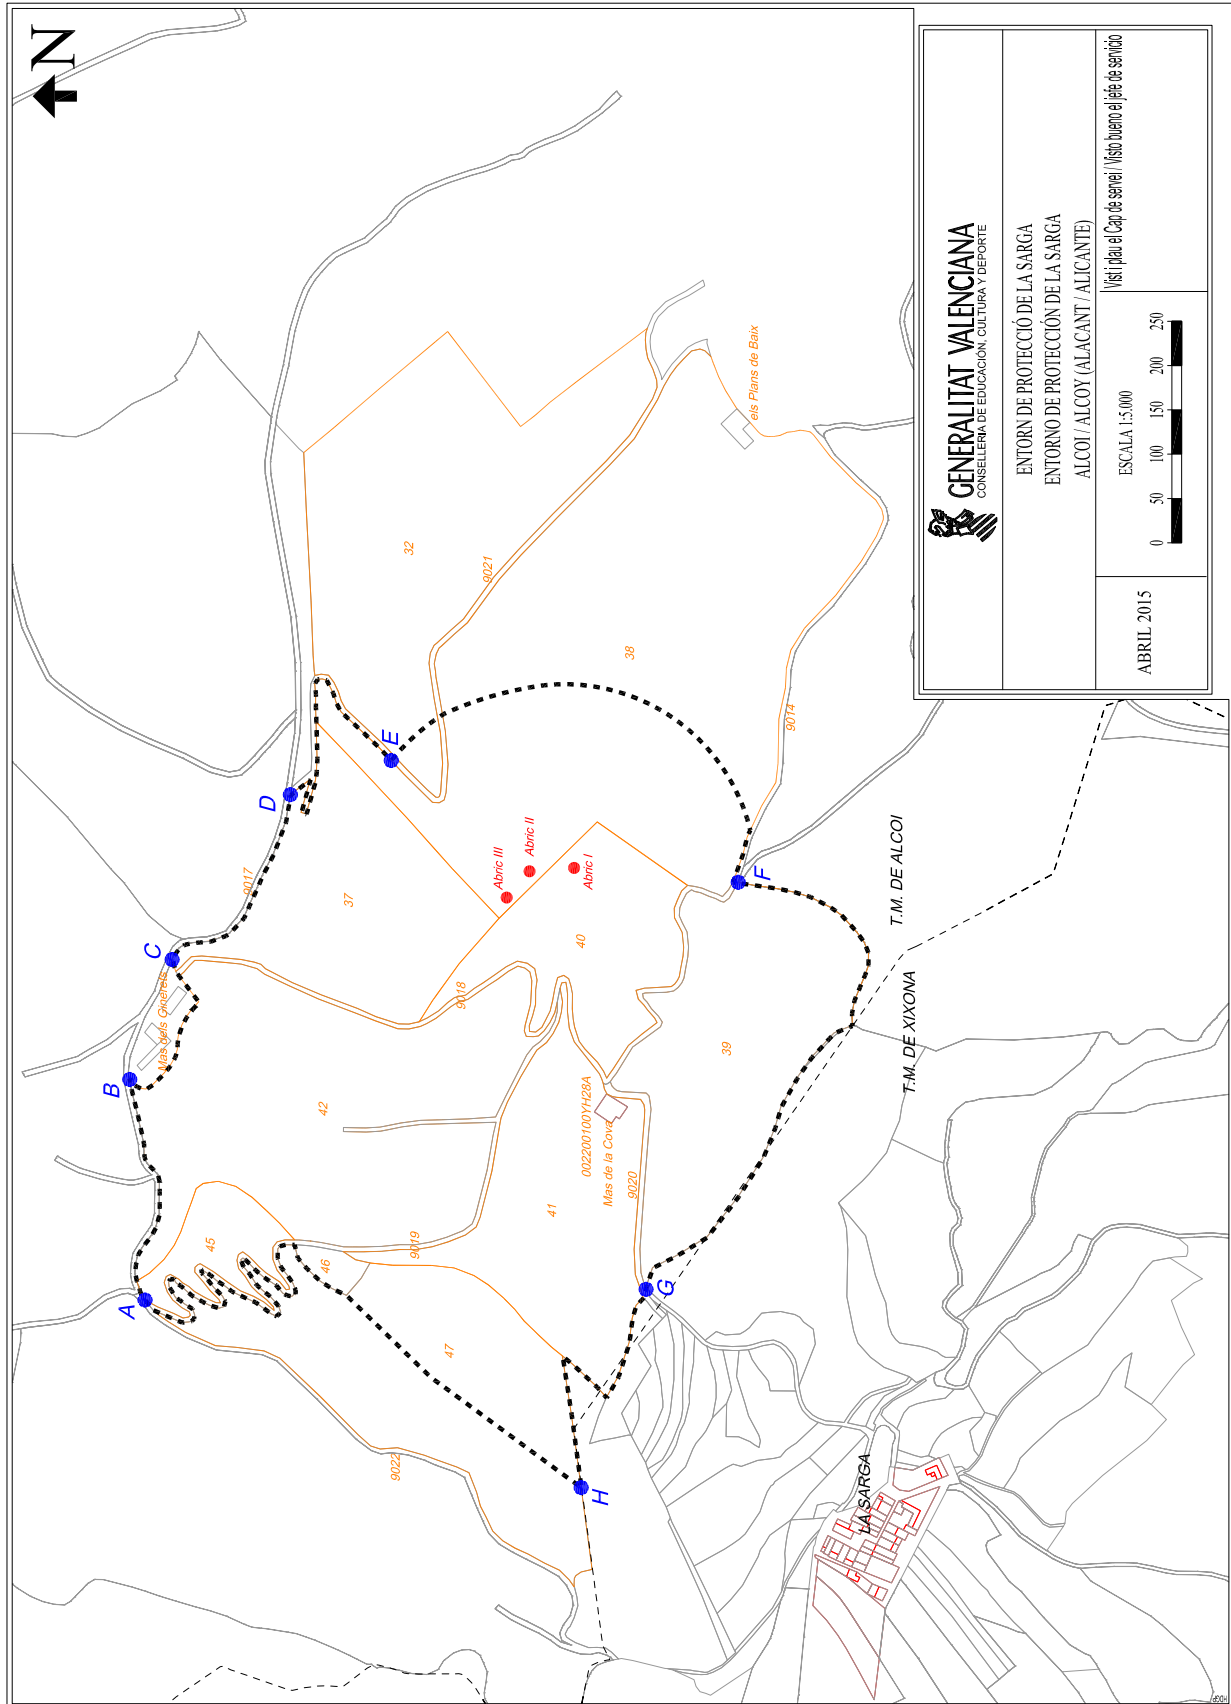 N
A
B
C
D
E
F
G
H
Mas dels Ginerets
9017
37
32
9021
38
9014
els Plans de Baix
Abric III
Abric II
Abric I
40
9018
42
39
002200100YH28A
Mas de la Cova
9020
41
9019
45
46
47
9022
T.M. DE ALCOI
T.M. DE XIXONA
LA SARGA
GENERALITAT VALENCIANA
CONSELLERIA DE EDUCACIÓN, CULTURA Y DEPORTE
ENTORN DE PROTECCIÓ DE LA SARGA
ENTORNO DE PROTECCIÓN DE LA SARGA
ALCOI / ALCOY (ALACANT / ALICANTE)
ABRIL 2015
ESCALA 1:5.000
0 50 100 150 200 250
Vist i plau el Cap de servei / Visto bueno el jefe de servicio